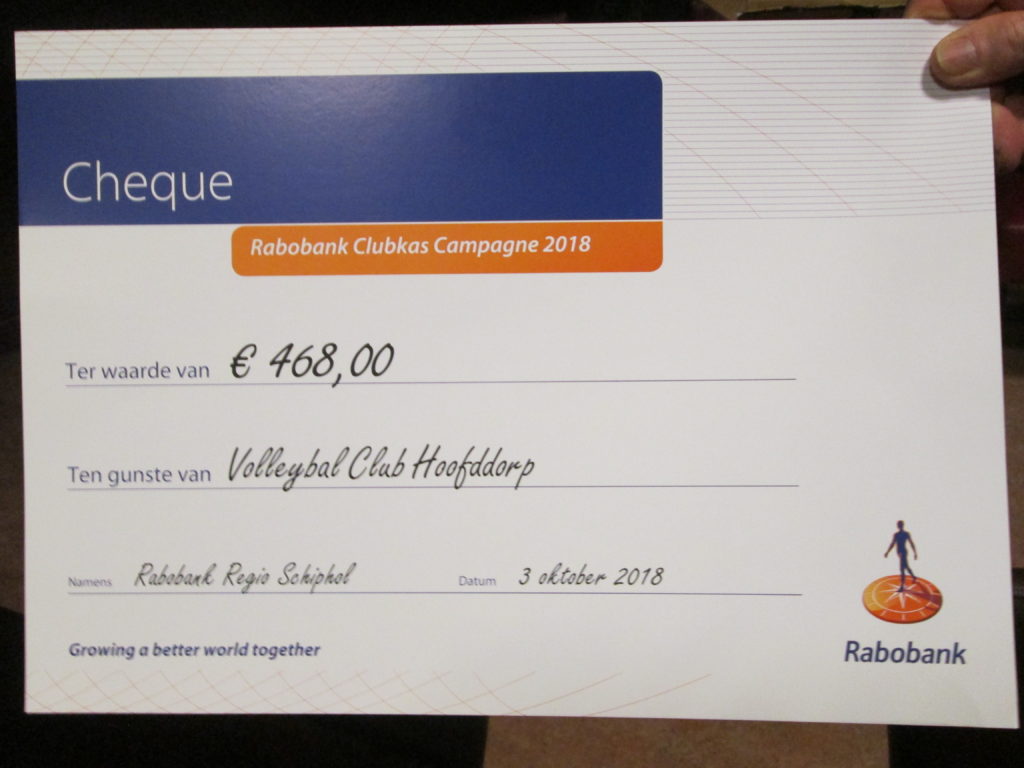 Cheque
Rabobank Clubkas Campagne 2018
Ter waarde van € 468,00
Ten gunste van Volleybal Club Hoofddorp
Namens Rabobank Regio Schiphol Datum 3 oktober 2018
Growing a better world together
Rabobank